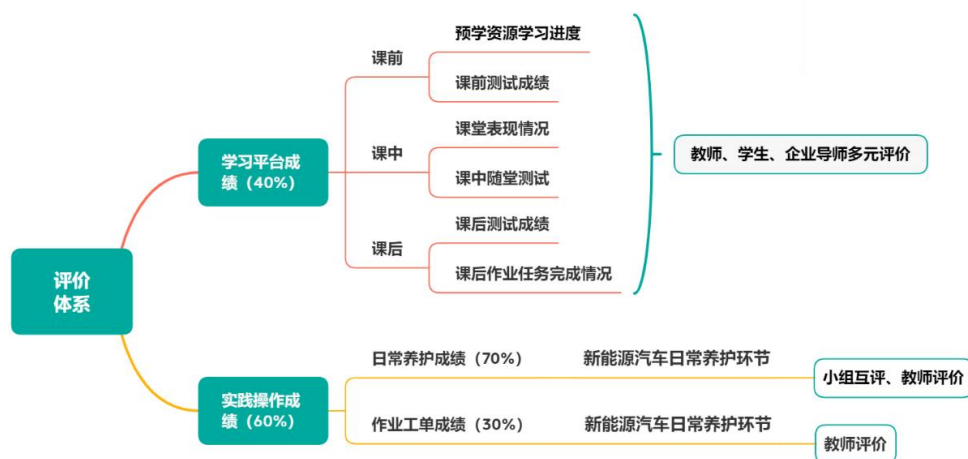 评价
体系
学习平台成
绩（40%）
课前
预学资源学习进度
课前测试成绩
课中
课堂表现情况
课中随堂测试
课后
课后测试成绩
课后作业任务完成情况
教师、学生、企业导师多元评价
实践操作成
绩（60%）
日常养护成绩（70%）
新能源汽车日常养护环节
小组互评、教师评价
作业工单成绩（30%）
新能源汽车日常养护环节
教师评价